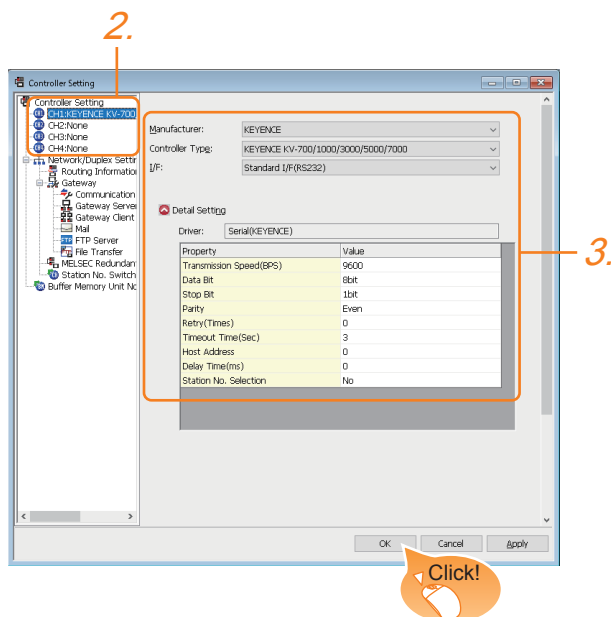 2.
Controller Setting
Controller Setting
CH1:KEYENCE KV-700
CH2:None
CH3:None
CH4:None
Network/Duplex Settin
Routing Informatio
Gateway
Communication
Gateway Server
Gateway Client
Mail
FTP Server
File Transfer
MELSEC Redundan
Station No. Switch
Buffer Memory Unit No
Manufacturer: KEYENCE
Controller Type: KEYENCE KV-700/1000/3000/5000/7000
I/F: Standard I/F(RS232)
Detail Setting
Driver: Serial(KEYENCE)
Property Value
Transmission Speed(BPS) 9600
Data Bit 8bit
Stop Bit 1bit
Parity Even
Retry(Times) 0
Timeout Time(Sec) 3
Host Address 0
Delay Time(ms) 0
Station No. Selection No
3.
OK Cancel Apply
Click!